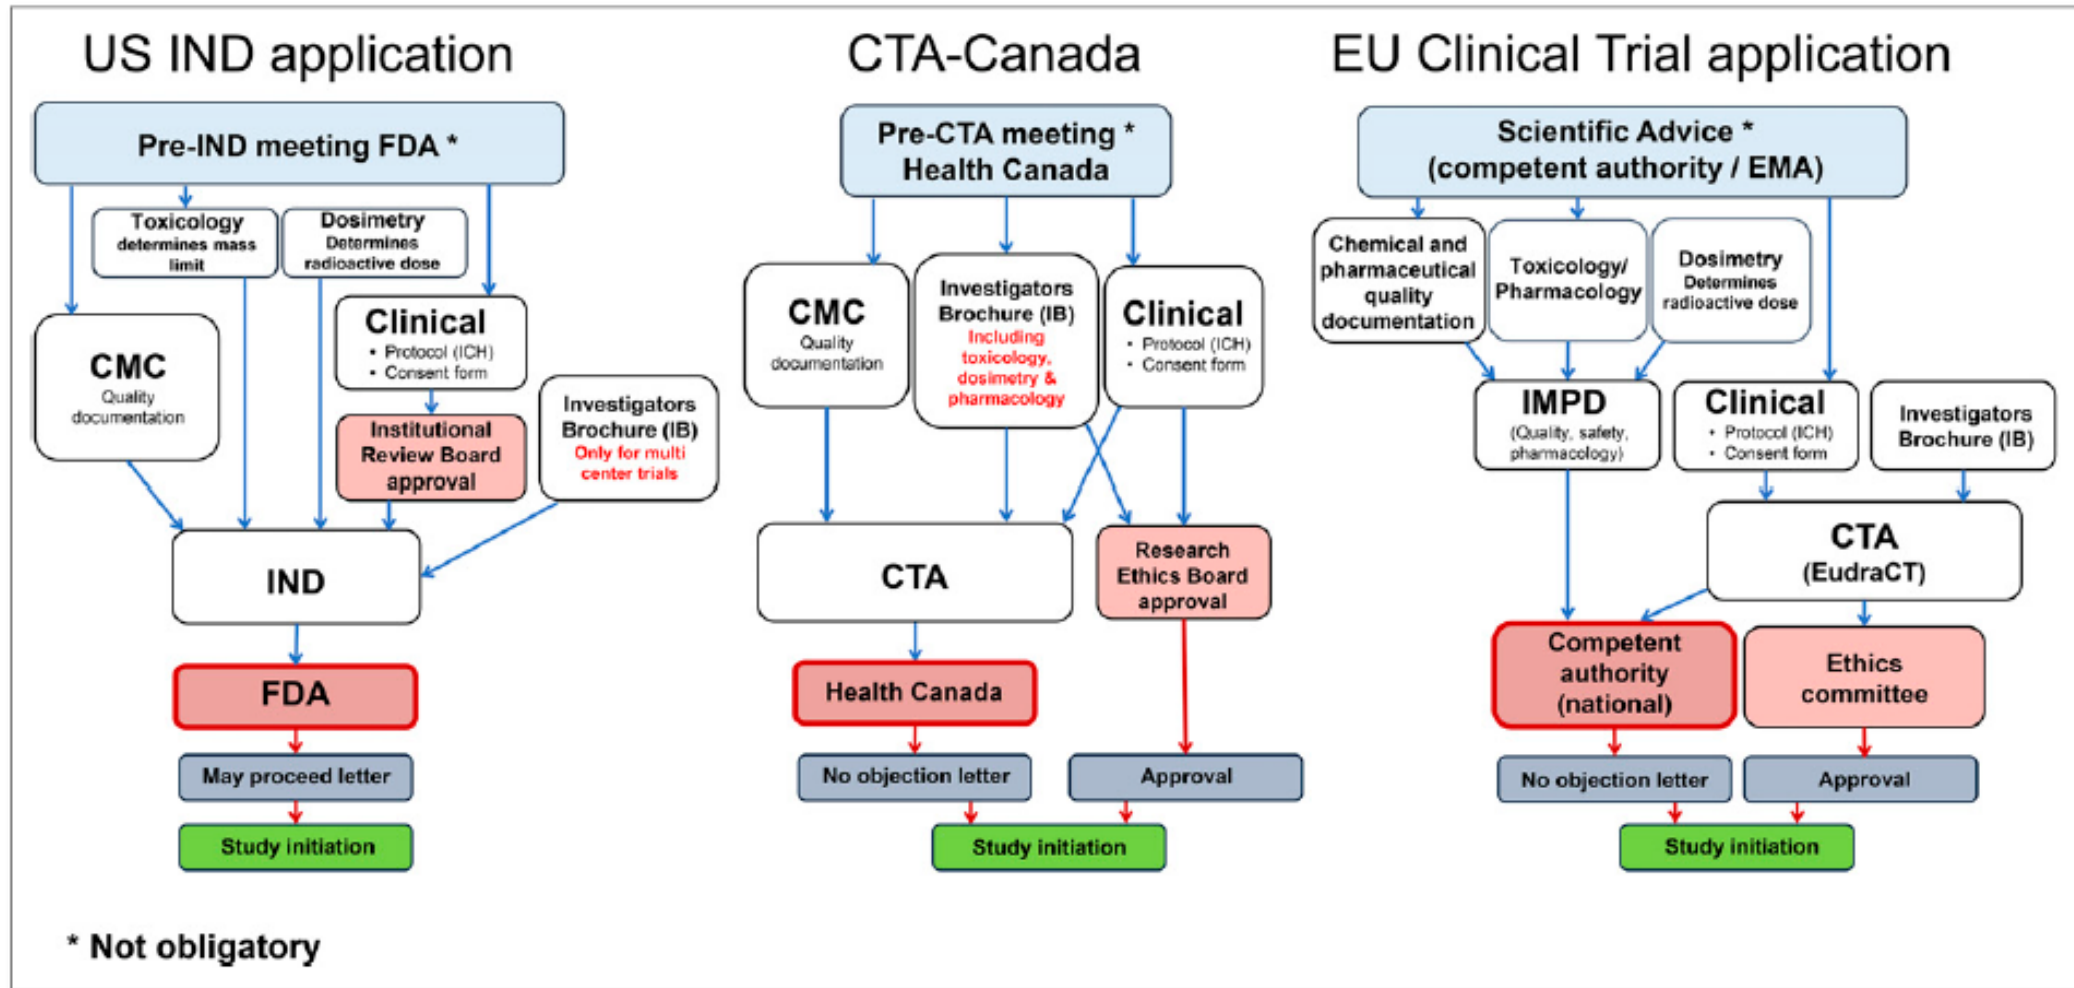 US IND application
Pre-IND meeting FDA *
Toxicology
determines mass
limit
Dosimetry
Determines
radioactive dose
CMC
Quality
documentation
Clinical
• Protocol (ICH)
• Consent form
Institutional
Review Board
approval
Investigators
Brochure (IB)
Only for multi
center trials
IND
FDA
May proceed letter
Study initiation
CTA-Canada
Pre-CTA meeting *
Health Canada
CMC
Quality
documentation
Investigators
Brochure (IB)
Including
toxicology,
dosimetry &
pharmacology
Clinical
• Protocol (ICH)
• Consent form
CTA
Research
Ethics Board
approval
Health Canada
No objection letter
Approval
Study initiation
EU Clinical Trial application
Scientific Advice *
(competent authority / EMA)
Chemical and
pharmaceutical
quality
documentation
Toxicology/
Pharmacology
Dosimetry
Determines
radioactive dose
IMPD
(Quality, safety,
pharmacology)
Clinical
• Protocol (ICH)
• Consent form
Investigators
Brochure (IB)
CTA
(EudraCT)
Competent
authority
(national)
Ethics
committee
No objection letter
Approval
Study initiation
* Not obligatory